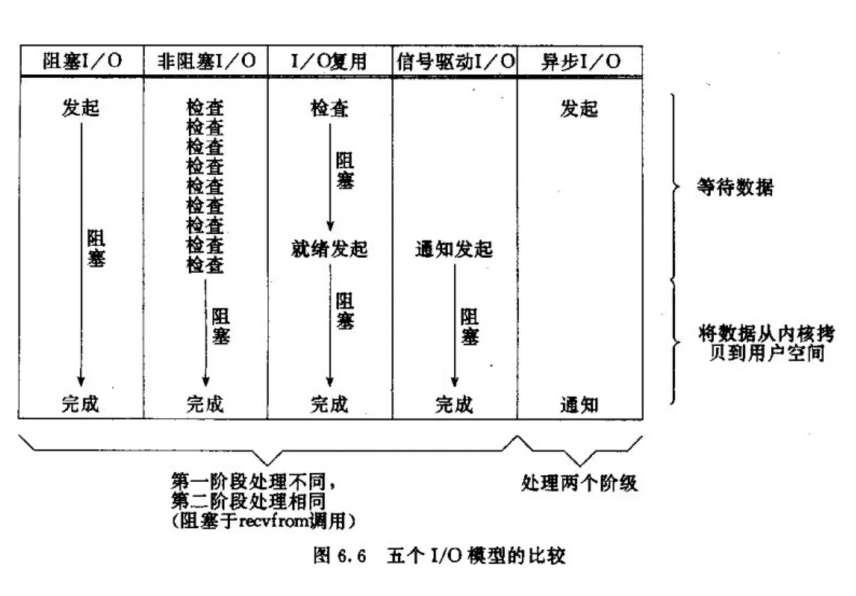 阻塞I/O 非阻塞I/O I/O复用 信号驱动I/O 异步I/O
发起 检查 检查 发起
检查
检查
检查
检查
检查
检查
检查
检查
阻塞
阻塞
等待数据
就绪发起 通知发起
阻塞
阻塞
阻塞
将数据从内核拷
贝到用户空间
完成 完成 完成 完成 通知
第一阶段处理不同，
第二阶段处理相同
(阻塞于recvfrom调用)
处理两个阶级
图 6.6 五个 I/O 模型的比较